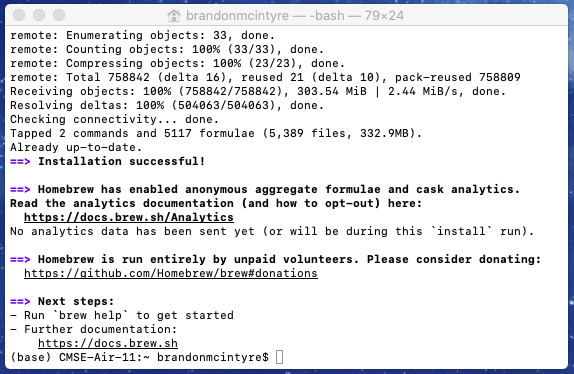 brandonmcintyre — -bash — 79×24
remote: Enumerating objects: 33, done.
remote: Counting objects: 100% (33/33), done.
remote: Compressing objects: 100% (23/23), done.
remote: Total 758842 (delta 16), reused 21 (delta 10), pack-reused 758809
Receiving objects: 100% (758842/758842), 303.54 MiB | 2.44 MiB/s, done.
Resolving deltas: 100% (504063/504063), done.
Checking connectivity... done.
Tapped 2 commands and 5117 formulae (5,389 files, 332.9MB).
Already up-to-date.
==> Installation successful!
==> Homebrew has enabled anonymous aggregate formulae and cask analytics.
Read the analytics documentation (and how to opt-out) here:
https://docs.brew.sh/Analytics
No analytics data has been sent yet (or will be during this `install` run).
==> Homebrew is run entirely by unpaid volunteers. Please consider donating:
https://github.com/Homebrew/brew#donations
==> Next steps:
- Run `brew help` to get started
- Further documentation:
https://docs.brew.sh
(base) CMSE-Air-11:~ brandonmcintyre$